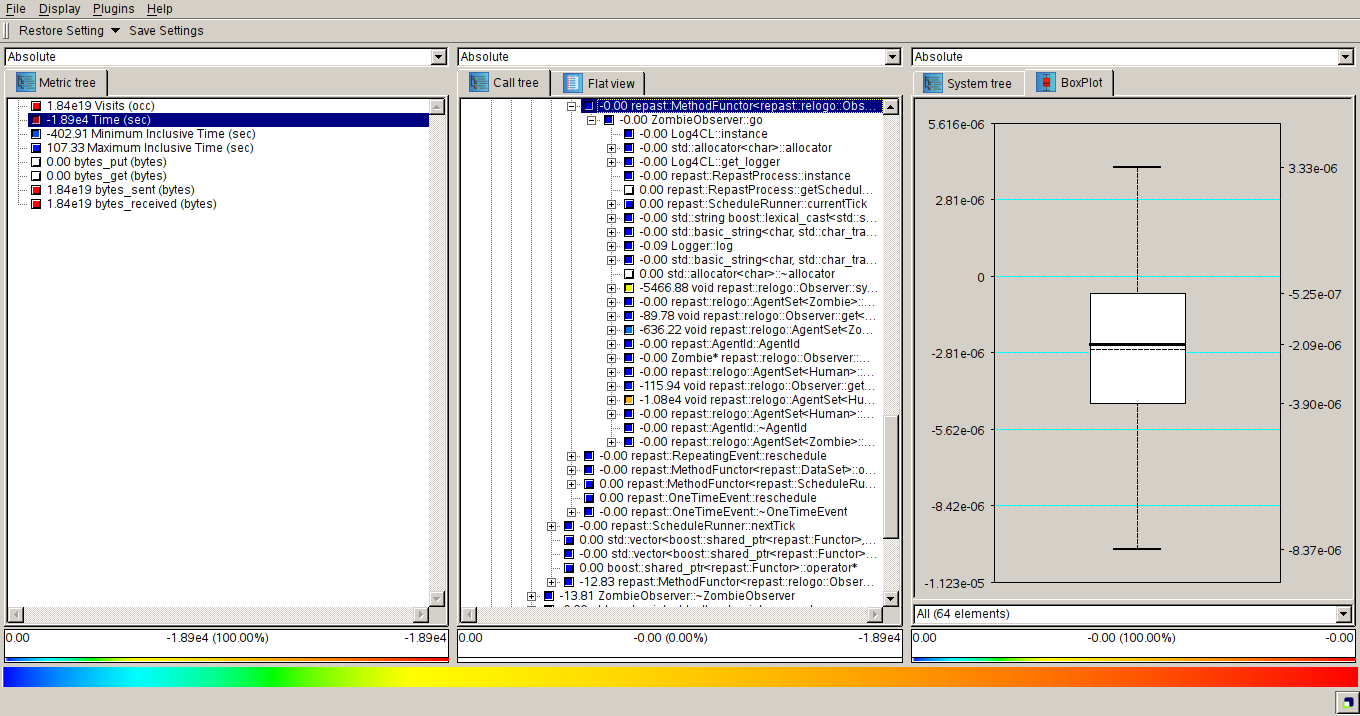 File Display Plugins Help
Restore Setting Save Settings
Absolute
Metric tree
1.84e19 Visits (occ)
-1.89e4 Time (sec)
-402.91 Minimum Inclusive Time (sec)
107.33 Maximum Inclusive Time (sec)
0.00 bytes_put (bytes)
0.00 bytes_get (bytes)
1.84e19 bytes_sent (bytes)
1.84e19 bytes_received (bytes)
0.00 -1.89e4 (100.00%) -1.89e4
Absolute
Call tree Flat view
-0.00 repast::MethodFunctor<repast::relogo::Obs...
-0.00 ZombieObserver::go
-0.00 Log4CL::instance
-0.00 std::allocator<char>::allocator
-0.00 Log4CL::get_logger
-0.00 repast::RepastProcess::instance
0.00 repast::RepastProcess::getSchedul...
0.00 repast::ScheduleRunner::currentTick
-0.00 std::string boost::lexical_cast<std::s...
-0.00 std::basic_string<char, std::char_tra...
-0.09 Logger::log
-0.00 std::basic_string<char, std::char_tra...
0.00 std::allocator<char>::~allocator
-5466.88 void repast::relogo::Observer::sy...
-0.00 repast::relogo::AgentSet<Zombie>::...
-89.78 void repast::relogo::Observer::get<...
-636.22 void repast::relogo::AgentSet<Zo...
-0.00 repast::AgentId::AgentId
-0.00 Zombie* repast::relogo::Observer::...
-0.00 repast::relogo::AgentSet<Human>::...
-115.94 void repast::relogo::Observer::get...
-1.08e4 void repast::relogo::AgentSet<Hu...
-0.00 repast::relogo::AgentSet<Human>::...
-0.00 repast::AgentId::~AgentId
-0.00 repast::relogo::AgentSet<Zombie>::...
-0.00 repast::RepeatingEvent::reschedule
-0.00 repast::MethodFunctor<repast::DataSet>::o...
0.00 repast::MethodFunctor<repast::ScheduleRu...
0.00 repast::OneTimeEvent::reschedule
-0.00 repast::OneTimeEvent::~OneTimeEvent
-0.00 repast::ScheduleRunner::nextTick
0.00 std::vector<boost::shared_ptr<repast::Functor>,...
-0.00 std::vector<boost::shared_ptr<repast::Functor>...
0.00 boost::shared_ptr<repast::Functor>::operator*
-12.83 repast::MethodFunctor<repast::relogo::Obser...
-13.81 ZombieObserver::~ZombieObserver
0.00 -0.00 (0.00%) -1.89e4
Absolute
System tree BoxPlot
5.616e-06
3.33e-06
2.81e-06
0
-5.25e-07
-2.09e-06
-2.81e-06
-3.90e-06
-5.62e-06
-8.42e-06
-8.37e-06
-1.123e-05
All (64 elements)
0.00 -0.00 (100.00%) -0.00